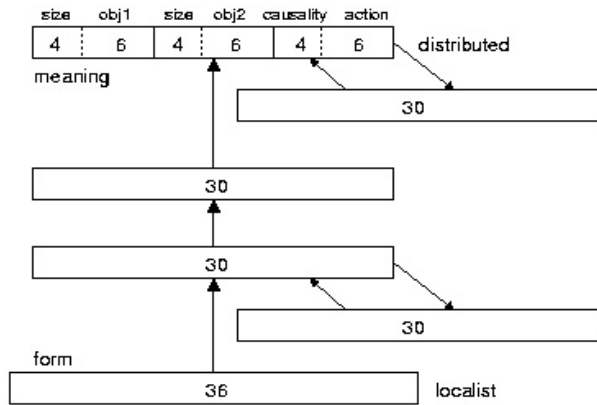 size obj1 size obj2 causality action
4 6 4 6 4 6 distributed
meaning
30
30
30
30
form
36 localist